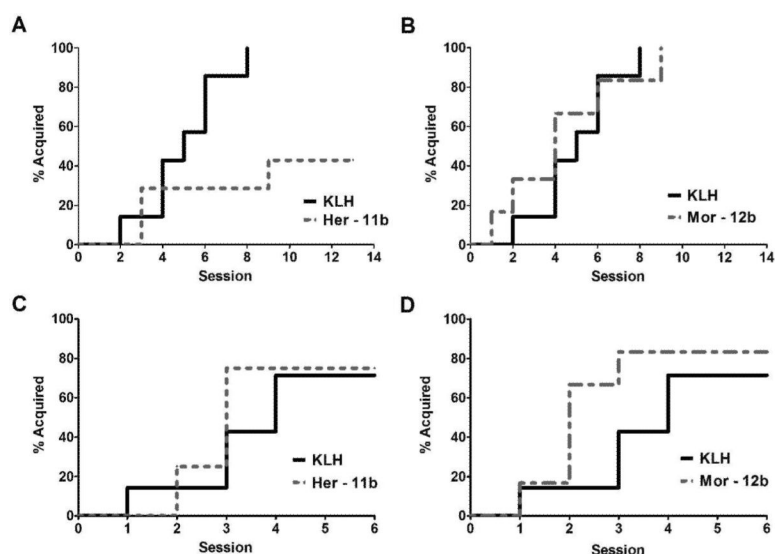 A
% Acquired
100
80
60
40
20
0
0 2 4 6 8 10 12 14
Session
KLH
Her - 11b
B
% Acquired
100
80
60
40
20
0
0 2 4 6 8 10 12 14
Session
KLH
Mor - 12b
C
% Acquired
100
80
60
40
20
0
0 1 2 3 4 5 6
Session
KLH
Her - 11b
D
% Acquired
100
80
60
40
20
0
0 1 2 3 4 5 6
Session
KLH
Mor - 12b